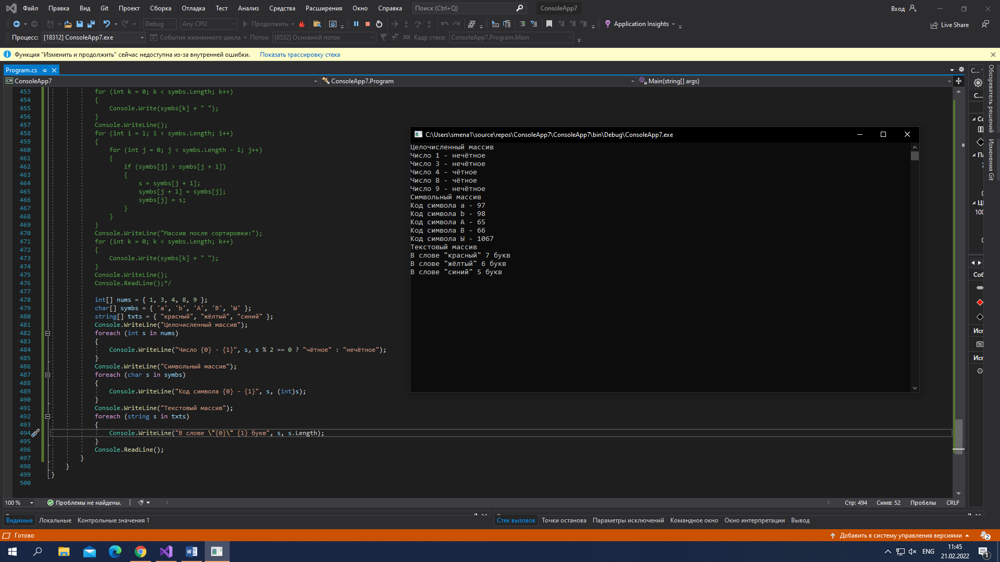 Файл Правка Вид Git Проект Сборка Отладка Тест Анализ Средства Расширения Окно Справка Поиск (Ctrl+Q) ConsoleApp7 Вход
Debug Any CPU Продолжить Application Insights Live Share
Процесс: [18312] ConsoleApp7.exe События жизненного цикла Поток: [8532] Основной поток Кадр стека: ConsoleApp7.Program.Main
Функция "Изменить и продолжить" сейчас недоступна из-за внутренней ошибки. Показать трассировку стека
Program.cs
ConsoleApp7 ConsoleApp7.Program Main(string[] args)
453 for (int k = 0; k < symbs.Length; k++)
454 {
455 Console.Write(symbs[k] + " ");
456 }
457 Console.WriteLine();
458 for (int i = 1; i < symbs.Length; i++)
459 {
460 for (int j = 0; j < symbs.Length - i; j++)
461 {
462 if (symbs[j] > symbs[j + 1])
463 {
464 s = symbs[j + 1];
465 symbs[j + 1] = symbs[j];
466 symbs[j] = s;
467 }
468 }
469 }
470 Console.WriteLine("Массив после сортировки:");
471 for (int k = 0; k < symbs.Length; k++)
472 {
473 Console.Write(symbs[k] + " ");
474 }
475 Console.WriteLine();
476 Console.ReadLine();*/
477
478 int[] nums = { 1, 3, 4, 8, 9 };
479 char[] symbs = { 'a', 'b', 'A', 'B', 'Ы' };
480 string[] txts = { "красный", "жёлтый", "синий" };
481 Console.WriteLine("Целочисленный массив");
482 foreach (int s in nums)
483 {
484 Console.WriteLine("Число {0} - {1}", s, s % 2 == 0 ? "чётное" : "нечётное");
485 }
486 Console.WriteLine("Символьный массив");
487 foreach (char s in symbs)
488 {
489 Console.WriteLine("Код символа {0} - {1}", s, (int)s);
490 }
491 Console.WriteLine("Текстовый массив");
492 foreach (string s in txts)
493 {
494 Console.WriteLine("В слове \"{0}\" {1} букв", s, s.Length);
495 }
496 Console.ReadLine();
497 }
498 }
499 }
500
C:\Users\smena1\source\repos\ConsoleApp7\ConsoleApp7\bin\Debug\ConsoleApp7.exe
Целочисленный массив
Число 1 - нечётное
Число 3 - нечётное
Число 4 - чётное
Число 8 - чётное
Число 9 - нечётное
Символьный массив
Код символа a - 97
Код символа b - 98
Код символа A - 65
Код символа B - 66
Код символа Ы - 1067
Текстовый массив
В слове "красный" 7 букв
В слове "жёлтый" 6 букв
В слове "синий" 5 букв
С...
С...
100
Соб
Исп
Исп
Обозреватель решений
Изменения Git
100 % Проблемы не найдены. Стр: 494 Симв: 52 Пробелы CRLF
Видимые Локальные Контрольные значения 1 Стек вызовов Точки останова Параметры исключений Командное окно Окно интерпретации Вывод
Готово Добавить в систему управления версиями 2
ENG 11:45
21.02.2022 1